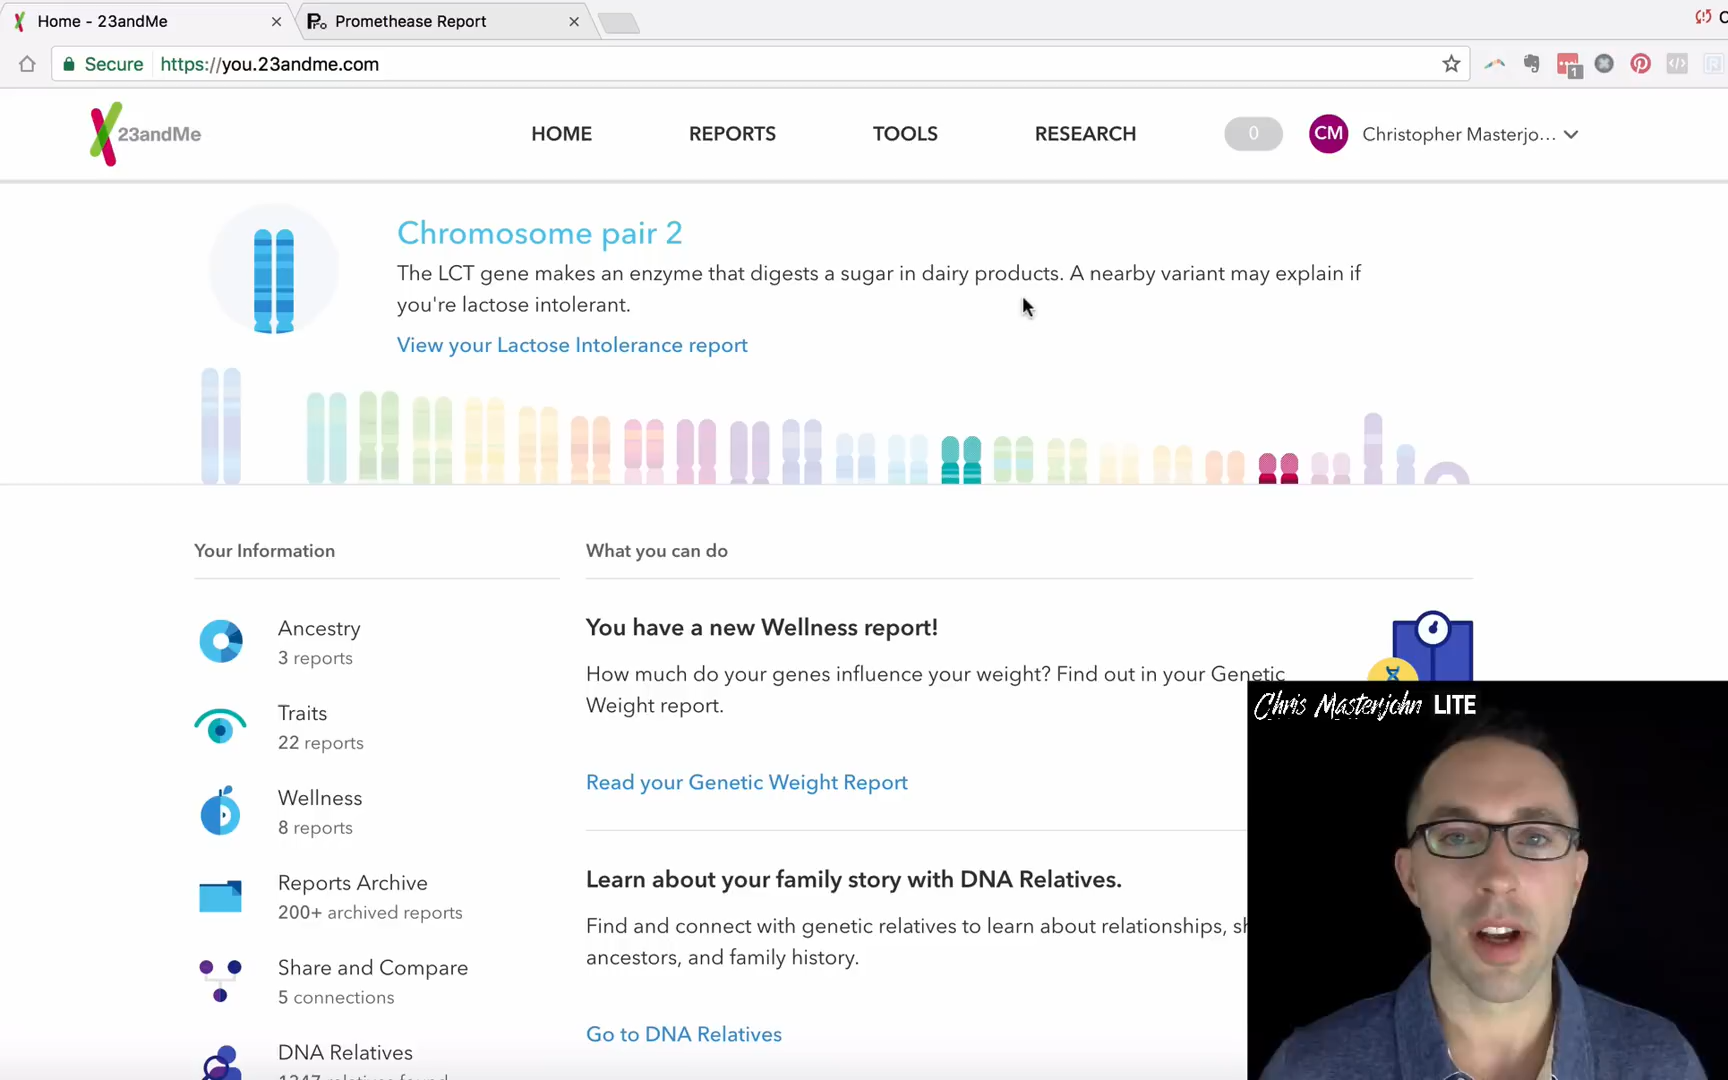 Home - 23andMe
Promethease Report
Secure https://you.23andme.com
1
23andMe
HOME
REPORTS
TOOLS
RESEARCH
0
CM
Christopher Masterjo...
Chromosome pair 2
The LCT gene makes an enzyme that digests a sugar in dairy products. A nearby variant may explain if
you're lactose intolerant.
View your Lactose Intolerance report
Your Information
Ancestry
3 reports
Traits
22 reports
Wellness
8 reports
Reports Archive
200+ archived reports
Share and Compare
5 connections
DNA Relatives
1347 relatives found
What you can do
You have a new Wellness report!
How much do your genes influence your weight? Find out in your Genetic
Weight report.
Read your Genetic Weight Report
Learn about your family story with DNA Relatives.
Find and connect with genetic relatives to learn about relationships, sh
ancestors, and family history.
Go to DNA Relatives
Chris Masterjohn LITE